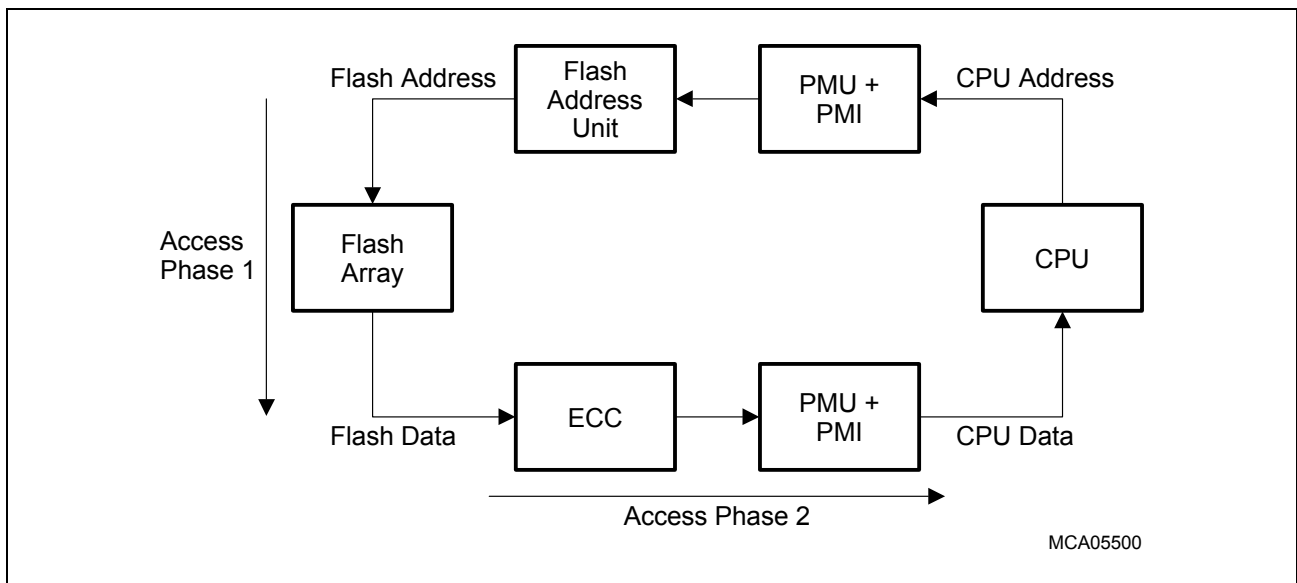 Flash Address
Flash
Address
Unit
PMU +
PMI
CPU Address
Access
Phase 1
Flash
Array
CPU
Flash Data
ECC
PMU +
PMI
CPU Data
Access Phase 2
MCA05500